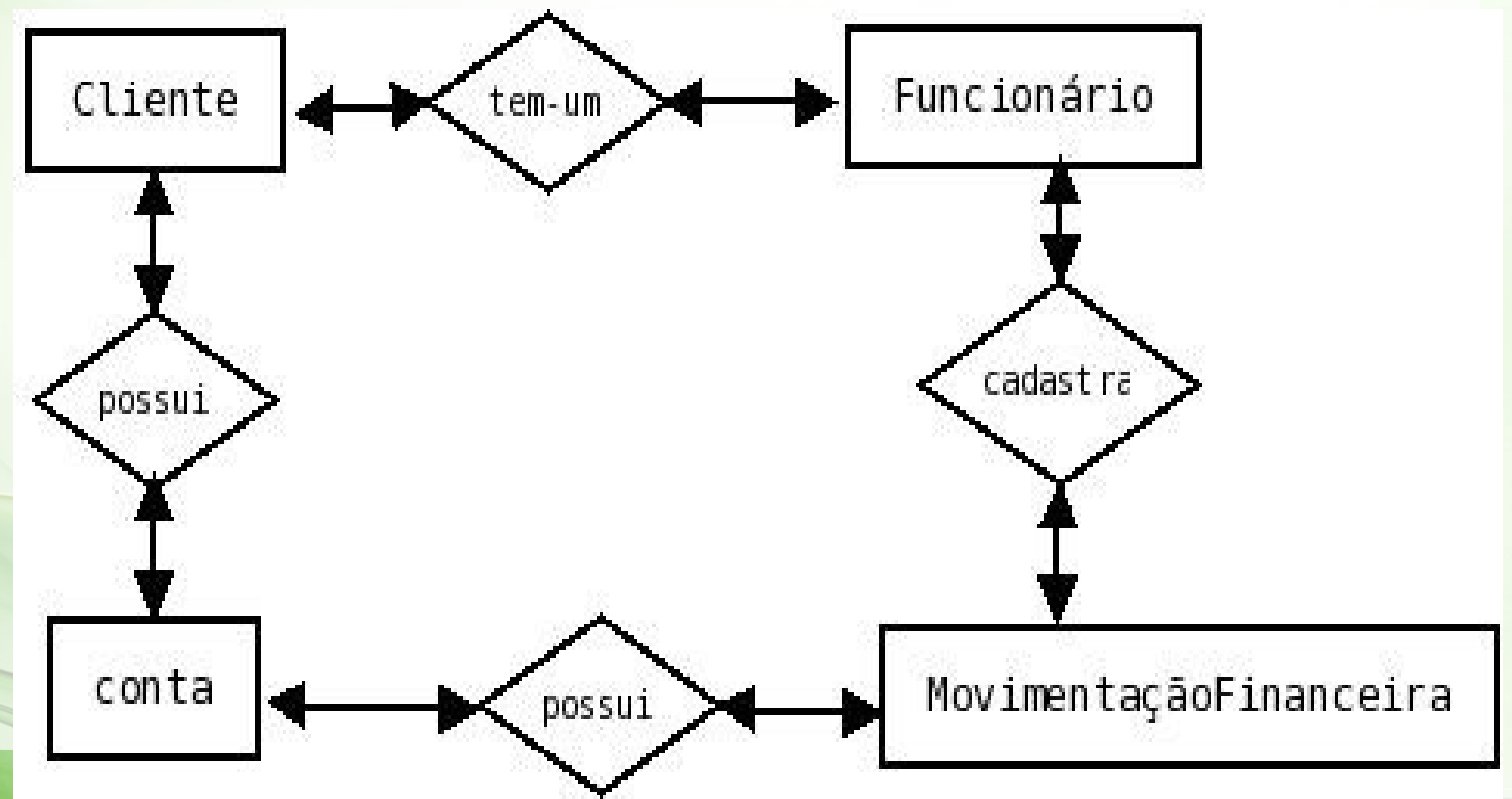 Cliente
tem-um
Funcionário
possui
cadastra
conta
possui
MovimentaçãoFinanceira